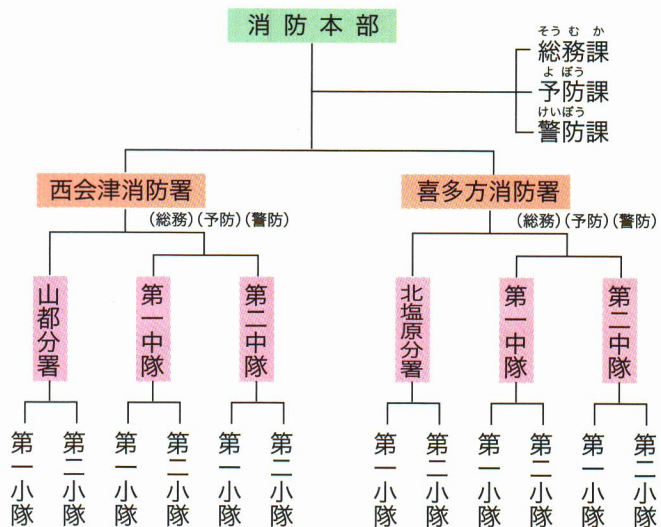 消防本部
そうむか
総務課
よぼう
予防課
けいぼう
警防課
西会津消防署
(総務)(予防)(警防)
喜多方消防署
(総務)(予防)(警防)
山都分署
第一中隊
第二中隊
北塩原分署
第一中隊
第二中隊
第一小隊
第二小隊
第一小隊
第二小隊
第一小隊
第二小隊
第一小隊
第二小隊
第一小隊
第二小隊
第一小隊
第二小隊